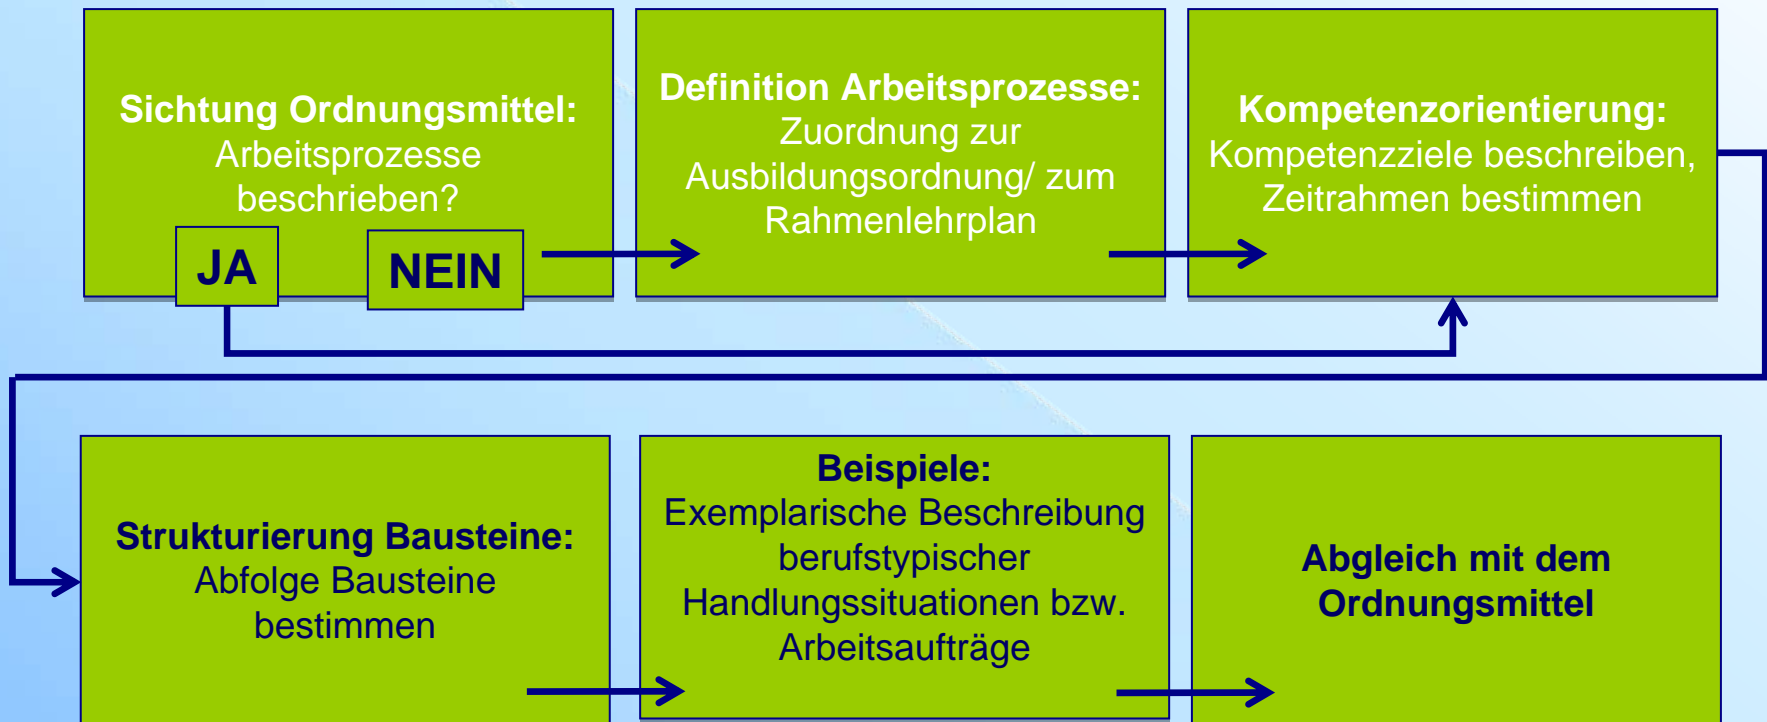 Sichtung Ordnungsmittel:
Arbeitsprozesse
beschrieben?
JA
NEIN
Definition Arbeitsprozesse:
Zuordnung zur
Ausbildungsordnung/ zum
Rahmenlehrplan
Kompetenzorientierung:
Kompetenzziele beschreiben,
Zeitrahmen bestimmen
Strukturierung Bausteine:
Abfolge Bausteine
bestimmen
Beispiele:
Exemplarische Beschreibung
berufstypischer
Handlungssituationen bzw.
Arbeitsaufträge
Abgleich mit dem
Ordnungsmittel